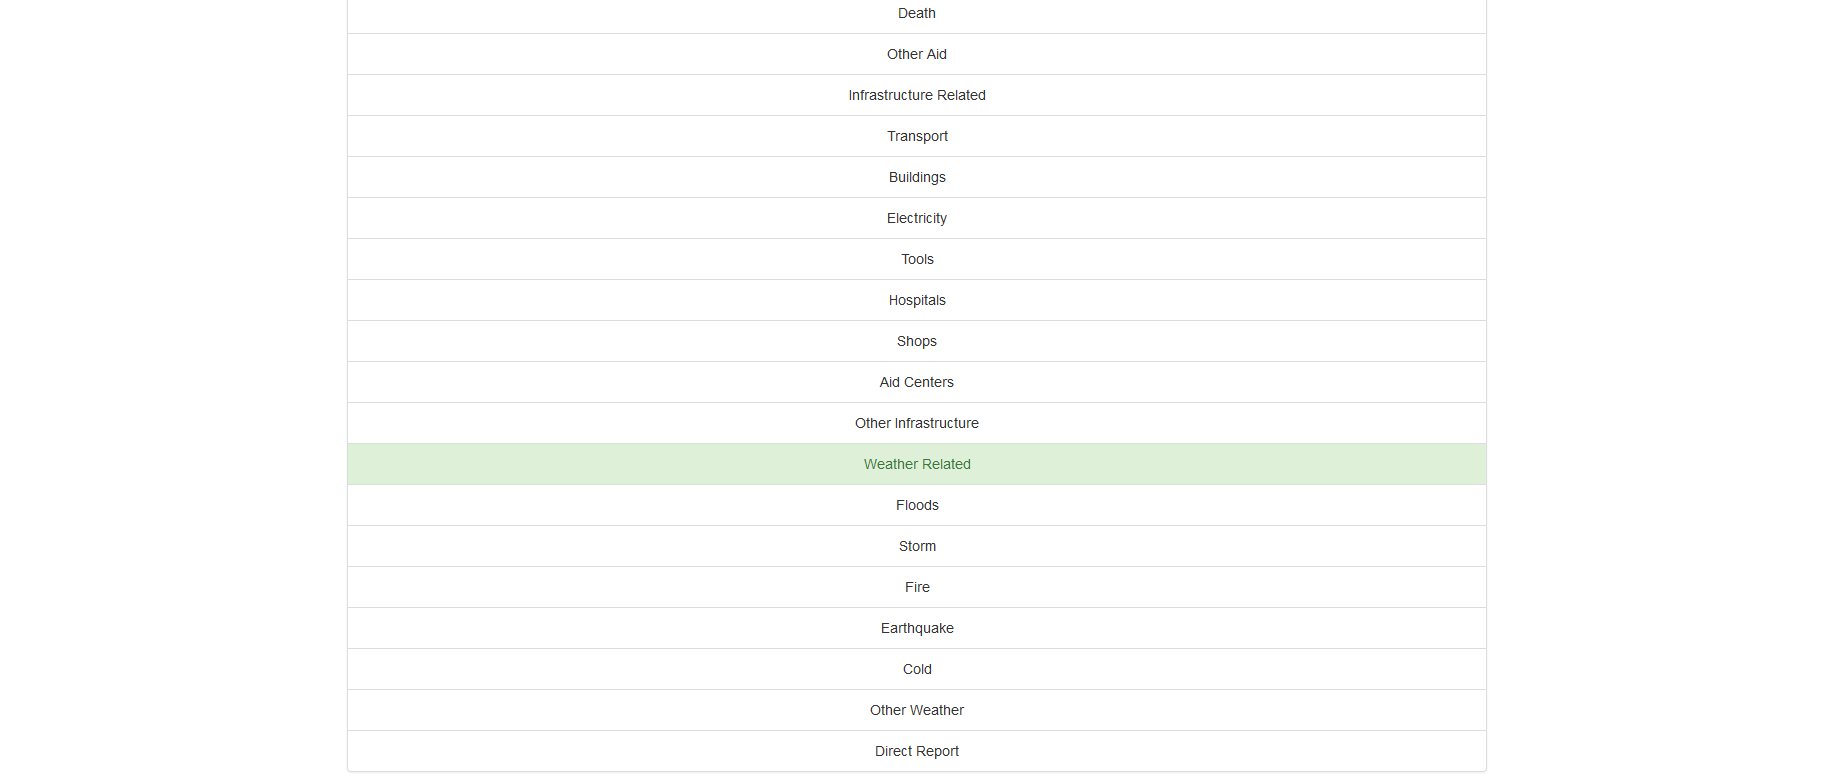 Death
Other Aid
Infrastructure Related
Transport
Buildings
Electricity
Tools
Hospitals
Shops
Aid Centers
Other Infrastructure
Weather Related
Floods
Storm
Fire
Earthquake
Cold
Other Weather
Direct Report